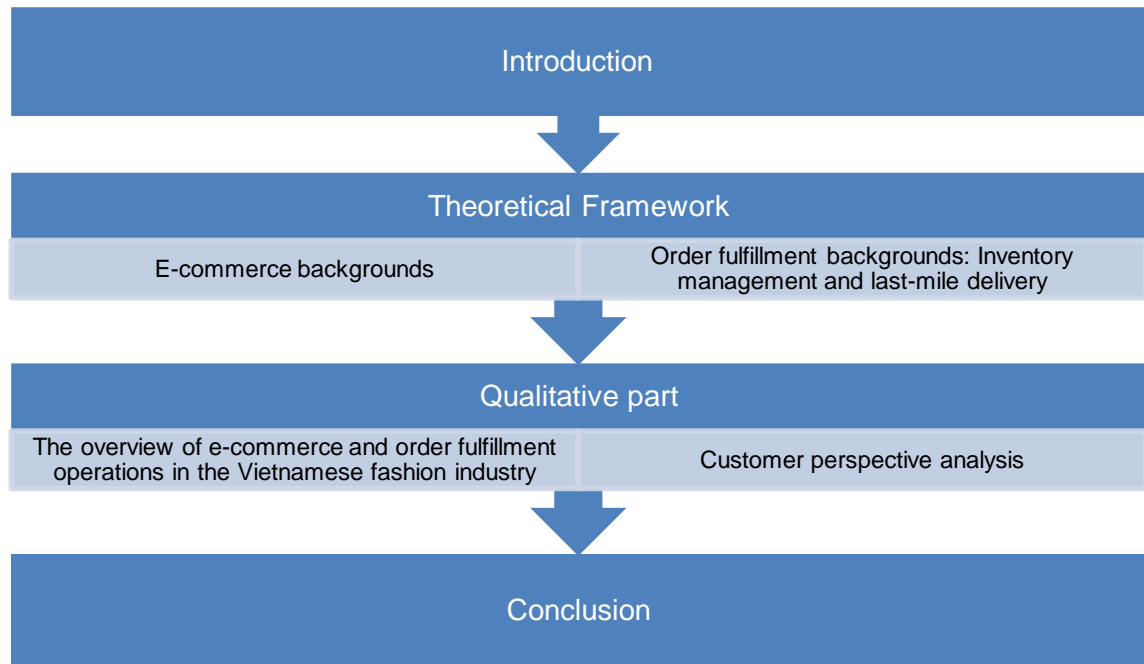 Introduction
Theoretical Framework
E-commerce backgrounds
Order fulfillment backgrounds: Inventory
management and last-mile delivery
Qualitative part
The overview of e-commerce and order fulfillment
operations in the Vietnamese fashion industry
Customer perspective analysis
Conclusion